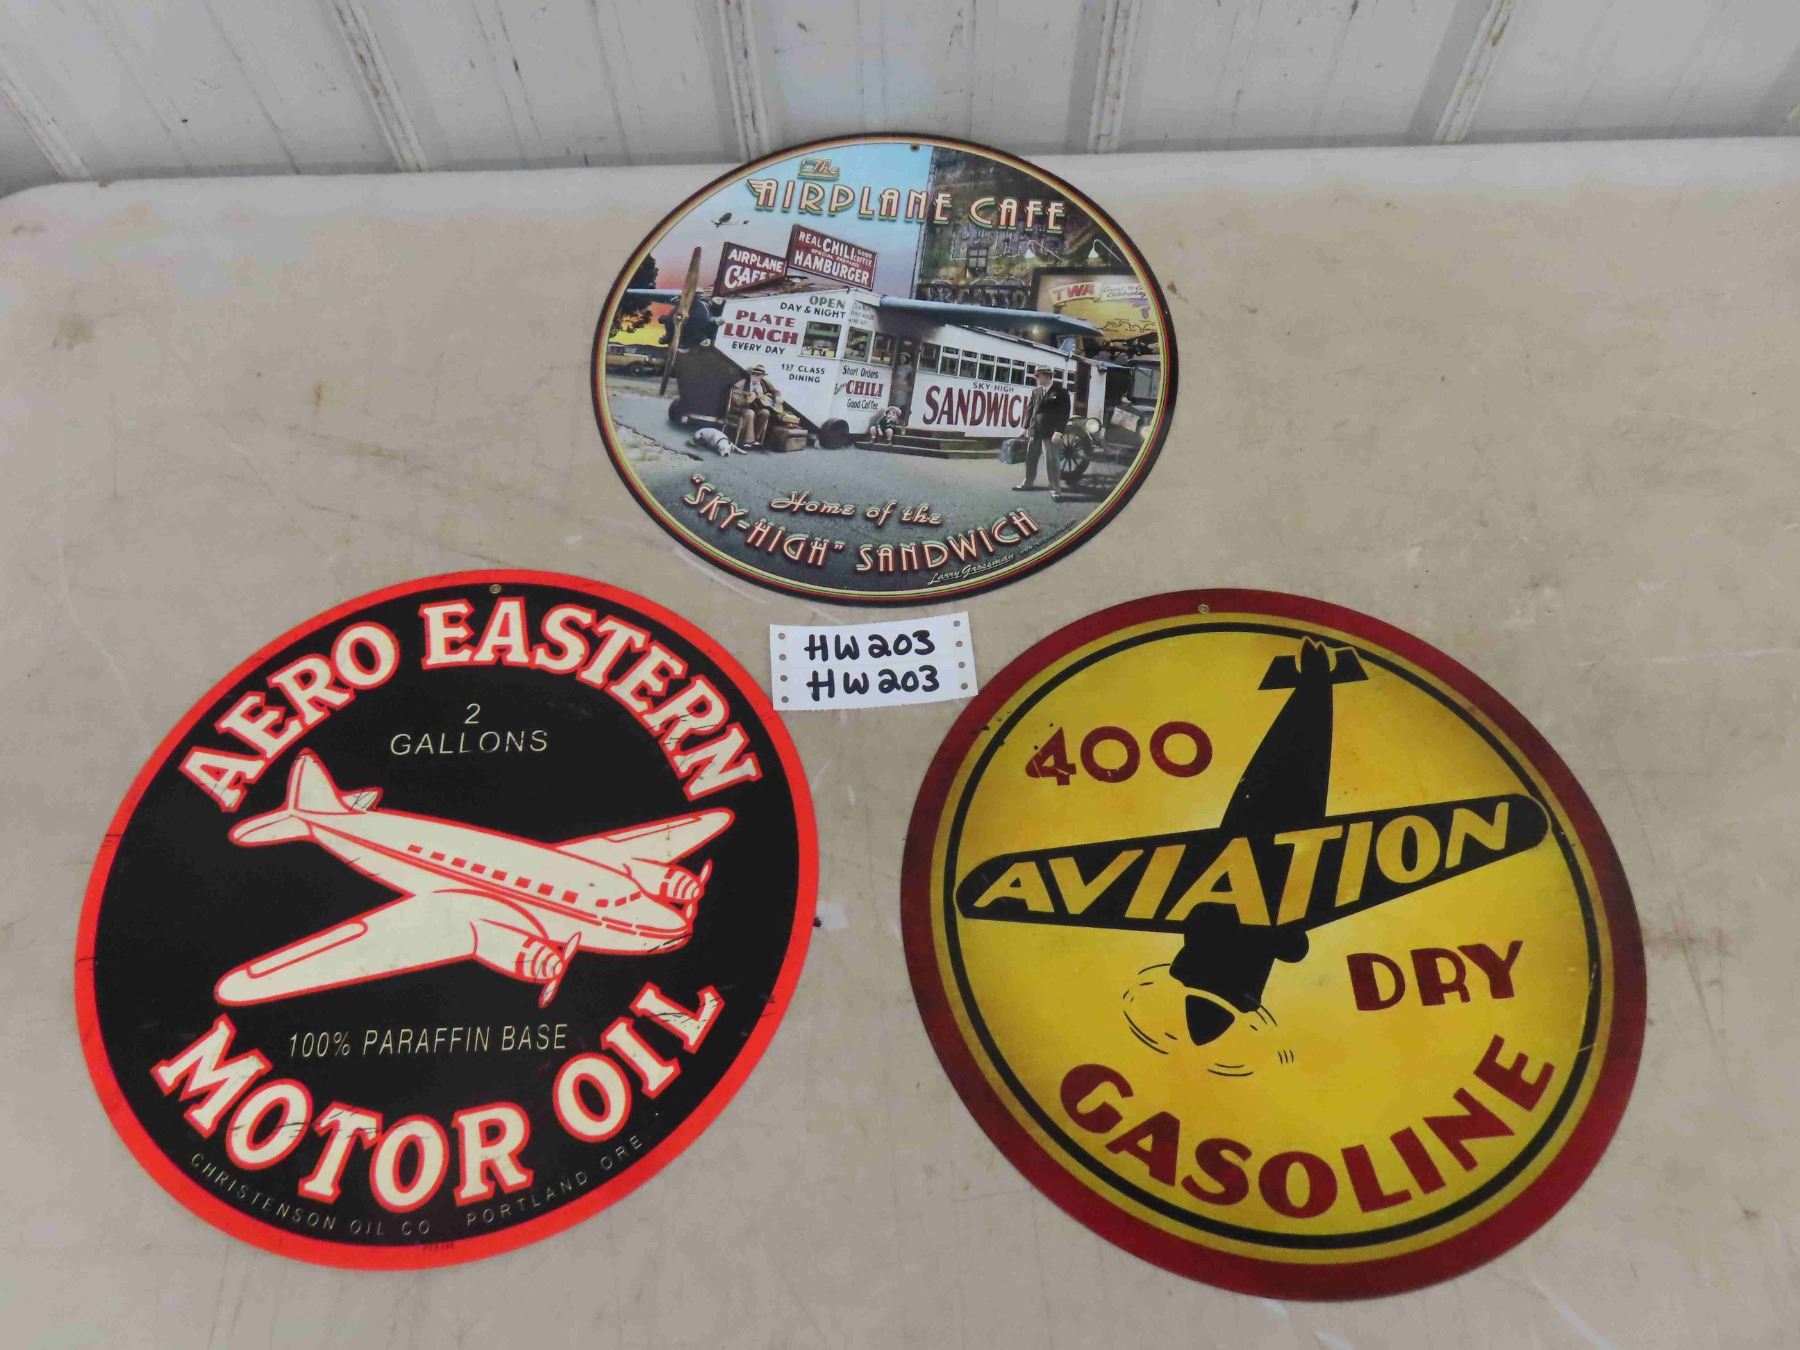 The
AIRPLANE CAFE
REAL CHILI GOOD COFFEE
HAMBURGER
AIRPLANE
CAFE
TWA
OPEN
DAY & NIGHT
PLATE
LUNCH
EVERY DAY
1ST CLASS
DINING
Short Orders
CHILI
Good Coffee
SKY-HIGH
SANDWICH
Home of the
"SKY-HIGH" SANDWICH
Larry Grossman
HW203
HW203
AERO EASTERN
2
GALLONS
100% PARAFFIN BASE
MOTOR OIL
CHRISTENSON OIL CO PORTLAND ORE.
400
AVIATION
DRY
GASOLINE